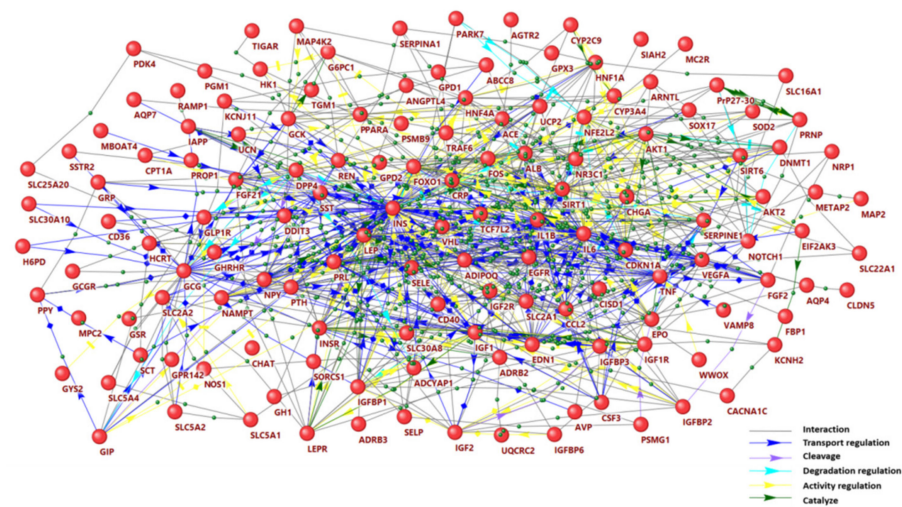 PARK7
AGTR2
CYP2C9
TIGAR
MAP4K2
SERPINA1
SIAH2
MC2R
PDK4
G6PC1
GPX3
HNF1A
PGM1
HK1
GPD1
ABCC8
SLC16A1
RAMP1
TGM1
ANGPTL4
CYP3A4
ARNTL
PrP27-30
AQP7
KCNJ11
HNF4A
UCP2
SOX17
SOD2
PPARA
PSMB9
ACE
NFE2L2
PRNP
MBOAT4
IAPP
UCN
GCK
TRAF6
AKT1
SSTR2
CPT1A
PROP1
REN
GPD2
FOXO1
FOS
ALB
NR3C1
SIRT6
DNMT1
NRP1
SLC25A20
GRP
FGF21
DPP4
SST
CRP
SIRT1
CHGA
AKT2
METAP2
MAP2
SLC30A10
CD36
GLP1R
DDIT3
INS
VHL
TCF7L2
IL1B
IL6
SERPINE1
NOTCH1
EIF2AK3
H6PD
HCRT
GHRHR
LEP
CDKN1A
VEGFA
SLC22A1
GCGR
GCG
NPY
PRL
SELE
ADIPOQ
EGFR
TNF
FGF2
PPY
SLC2A2
NAMPT
PTH
CD40
IGF2R
SLC2A1
CISD1
AQP4
CLDN5
MPC2
GSR
CCL2
EPO
VAMP8
FBP1
INSR
SLC30A8
IGF1
EDN1
IGFBP3
IGF1R
KCNH2
SCT
GPR142
CHAT
GYS2
SLC5A4
NOS1
SORCS1
IGFBP1
ADCYAP1
ADRB2
WWOX
GH1
CACNA1C
SLC5A2
SLC5A1
ADRB3
SELP
AVP
CSF3
PSMG1
IGFBP2
GIP
LEPR
IGF2
UQCRC2
IGFBP6
Interaction
Transport regulation
Cleavage
Degradation regulation
Activity regulation
Catalyze